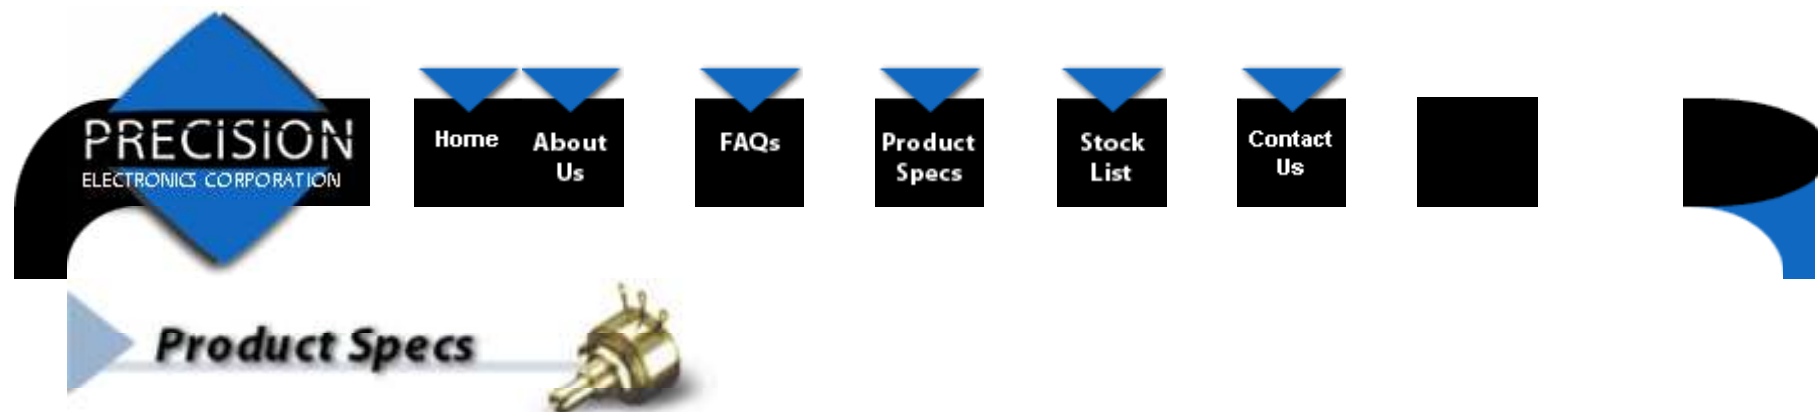 PRECISION
ELECTRONICS CORPORATION
Home
About
Us
FAQs
Product
Specs
Stock
List
Contact
Us
Product Specs